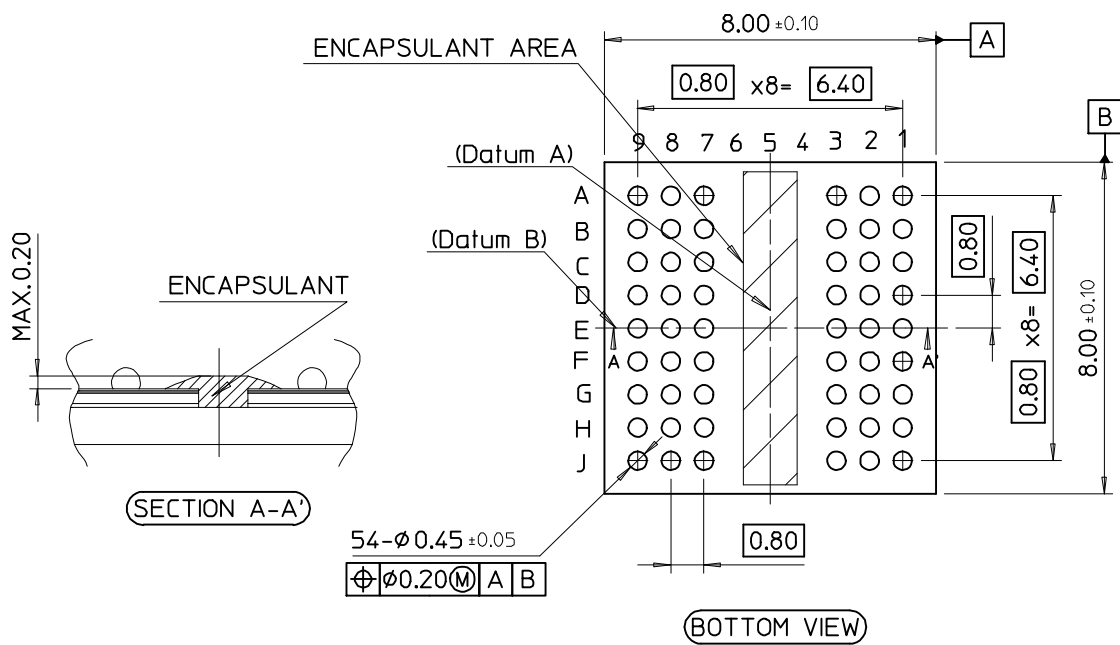 8.00 ±0.10
A
ENCAPSULANT AREA
0.80 x8= 6.40
B
9 8 7 6 5 4 3 2 1
(Datum A)
A
B
C
D
E
F
G
H
J
(Datum B)
0.80
0.80 x8= 6.40
8.00 ±0.10
A
A'
MAX.0.20
ENCAPSULANT
SECTION A-A'
54-Ø0.45 ±0.05
⌖ Ø0.20Ⓜ A B
0.80
BOTTOM VIEW